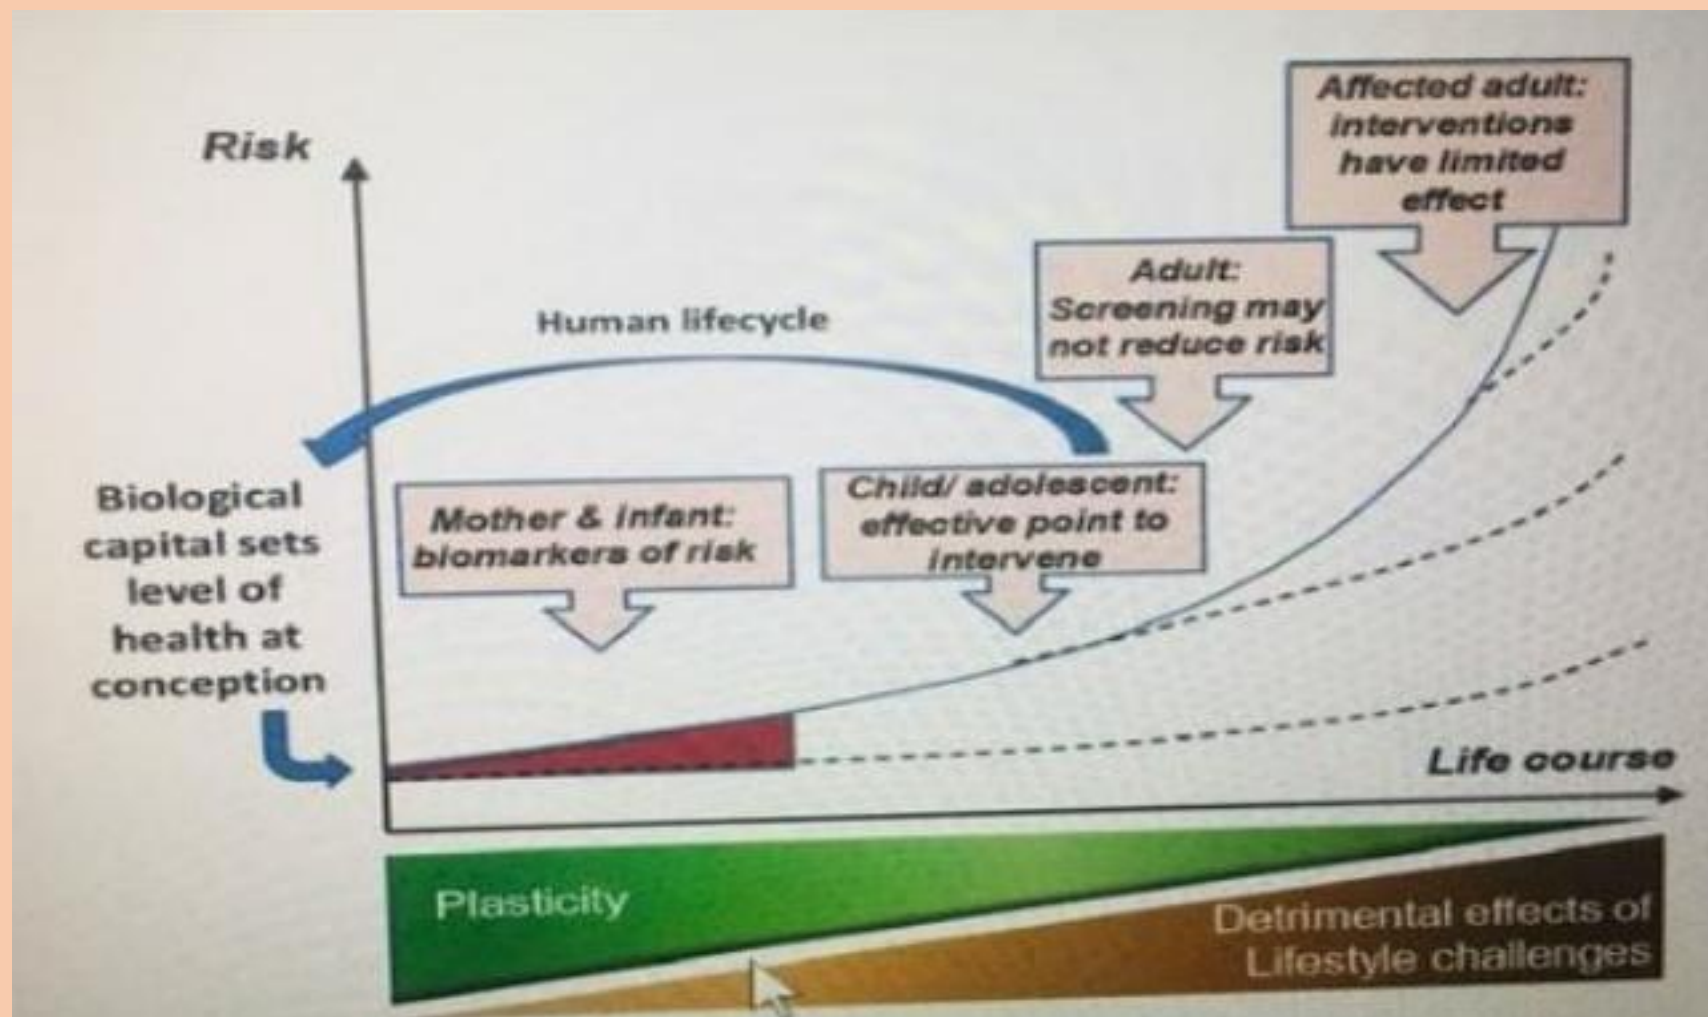 Risk
Affected adult:
interventions
have limited
effect
Adult:
Screening may
not reduce risk
Human lifecycle
Biological
capital sets
level of
health at
conception
Mother & infant:
biomarkers of risk
Child/ adolescent:
effective point to
intervene
Life course
Plasticity
Detrimental effects of
Lifestyle challenges